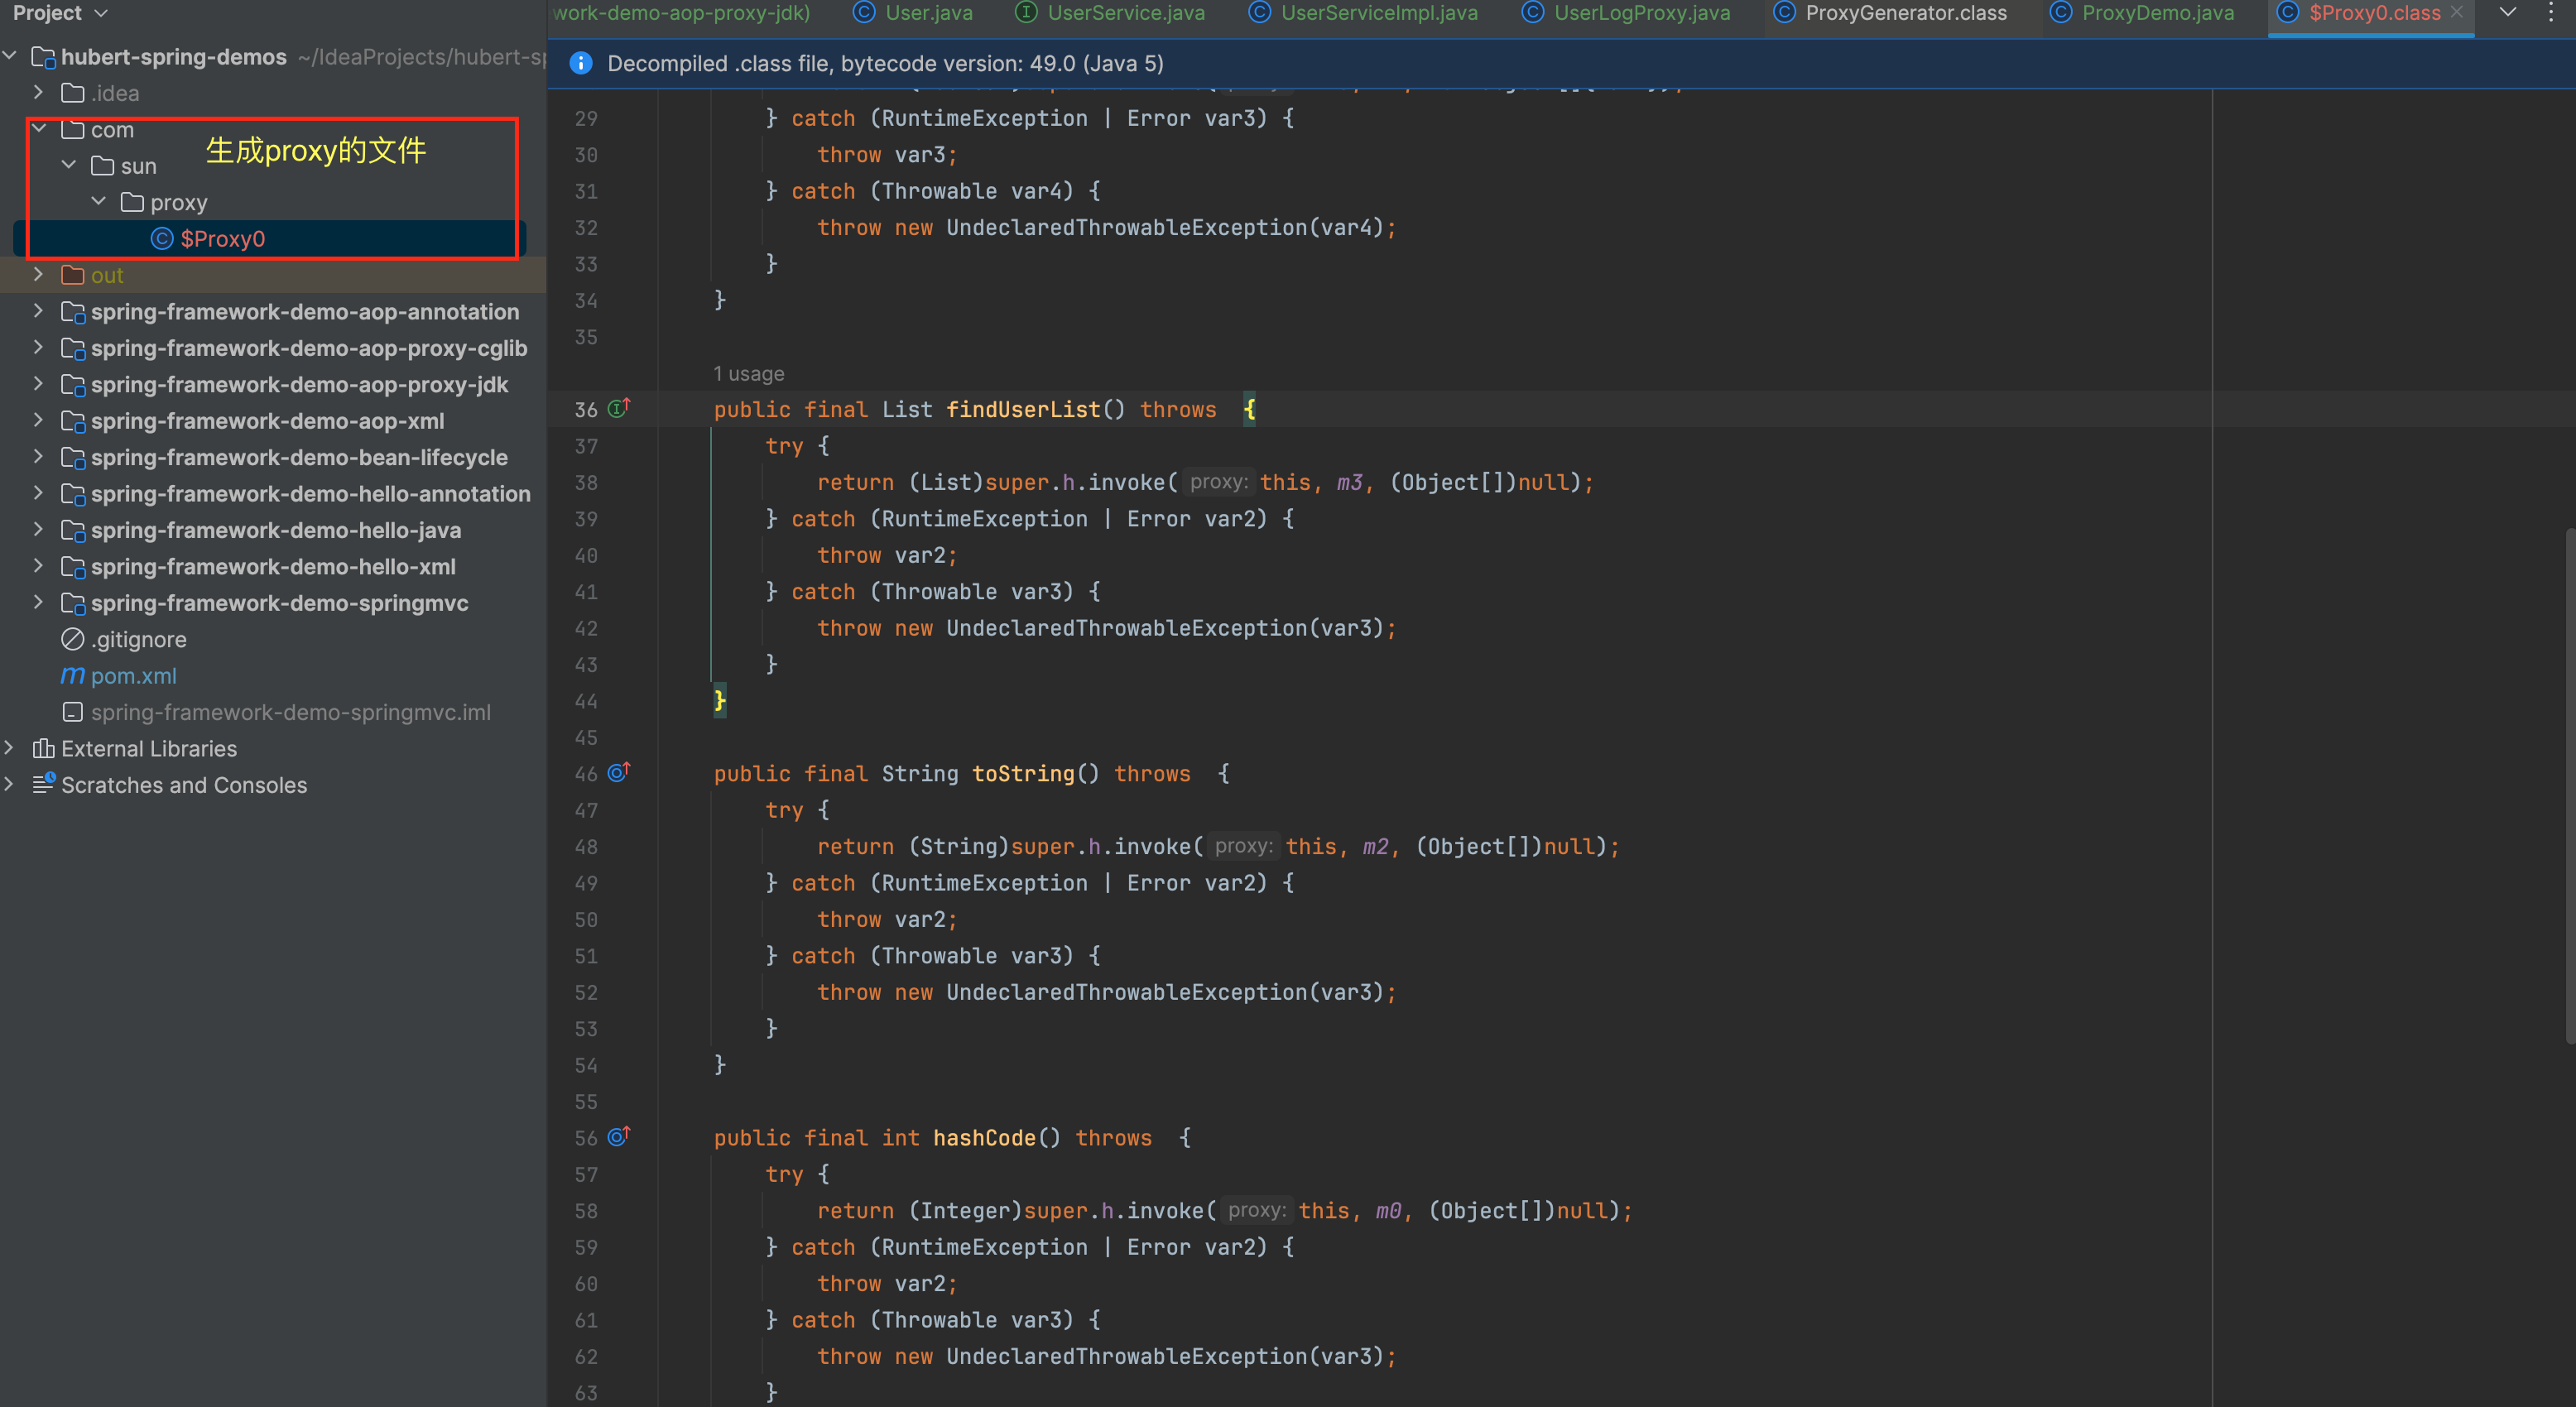 Project
hubert-spring-demos ~/IdeaProjects/hubert-sp
.idea
com
生成proxy的文件
sun
proxy
$Proxy0
out
spring-framework-demo-aop-annotation
spring-framework-demo-aop-proxy-cglib
spring-framework-demo-aop-proxy-jdk
spring-framework-demo-aop-xml
spring-framework-demo-bean-lifecycle
spring-framework-demo-hello-annotation
spring-framework-demo-hello-java
spring-framework-demo-hello-xml
spring-framework-demo-springmvc
.gitignore
pom.xml
spring-framework-demo-springmvc.iml
External Libraries
Scratches and Consoles
work-demo-aop-proxy-jdk) User.java UserService.java UserServiceImpl.java UserLogProxy.java ProxyGenerator.class ProxyDemo.java $Proxy0.class
Decompiled .class file, bytecode version: 49.0 (Java 5)
29 } catch (RuntimeException | Error var3) {
30 throw var3;
31 } catch (Throwable var4) {
32 throw new UndeclaredThrowableException(var4);
33 }
34 }
35
1 usage
36 public final List findUserList() throws {
37 try {
38 return (List)super.h.invoke( proxy: this, m3, (Object[])null);
39 } catch (RuntimeException | Error var2) {
40 throw var2;
41 } catch (Throwable var3) {
42 throw new UndeclaredThrowableException(var3);
43 }
44 }
45
46 public final String toString() throws {
47 try {
48 return (String)super.h.invoke( proxy: this, m2, (Object[])null);
49 } catch (RuntimeException | Error var2) {
50 throw var2;
51 } catch (Throwable var3) {
52 throw new UndeclaredThrowableException(var3);
53 }
54 }
55
56 public final int hashCode() throws {
57 try {
58 return (Integer)super.h.invoke( proxy: this, m0, (Object[])null);
59 } catch (RuntimeException | Error var2) {
60 throw var2;
61 } catch (Throwable var3) {
62 throw new UndeclaredThrowableException(var3);
63 }